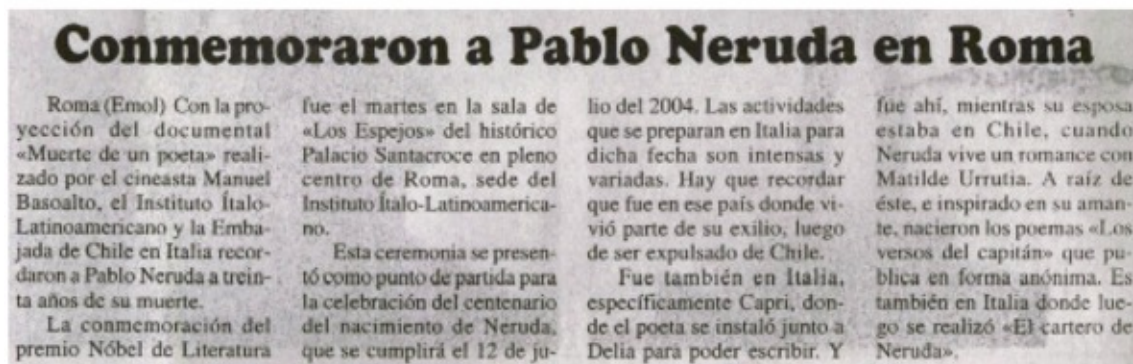 Conmemoraron a Pablo Neruda en Roma
Roma (Emol) Con la pro-
yección del documental
«Muerte de un poeta» reali-
zado por el cineasta Manuel
Basoalto, el Instituto Ítalo-
Latinoamericano y la Emba-
jada de Chile en Italia recor-
daron a Pablo Neruda a trein-
ta años de su muerte.
La conmemoración del
premio Nóbel de Literatura
fue el martes en la sala de
«Los Espejos» del histórico
Palacio Santacroce en pleno
centro de Roma, sede del
Instituto Ítalo-Latinoamerica-
no.
Esta ceremonia se presen-
tó como punto de partida para
la celebración del centenario
del nacimiento de Neruda,
que se cumplirá el 12 de ju-
lio del 2004. Las actividades
que se preparan en Italia para
dicha fecha son intensas y
variadas. Hay que recordar
que fue en ese país donde vi-
vió parte de su exilio, luego
de ser expulsado de Chile.
Fue también en Italia,
específicamente Capri, don-
de el poeta se instaló junto a
Delia para poder escribir. Y
fue ahí, mientras su esposa
estaba en Chile, cuando
Neruda vive un romance con
Matilde Urrutia. A raíz de
éste, e inspirado en su aman-
te, nacieron los poemas «Los
versos del capitán» que pu-
blica en forma anónima. Es
también en Italia donde lue-
go se realizó «El cartero de
Neruda».